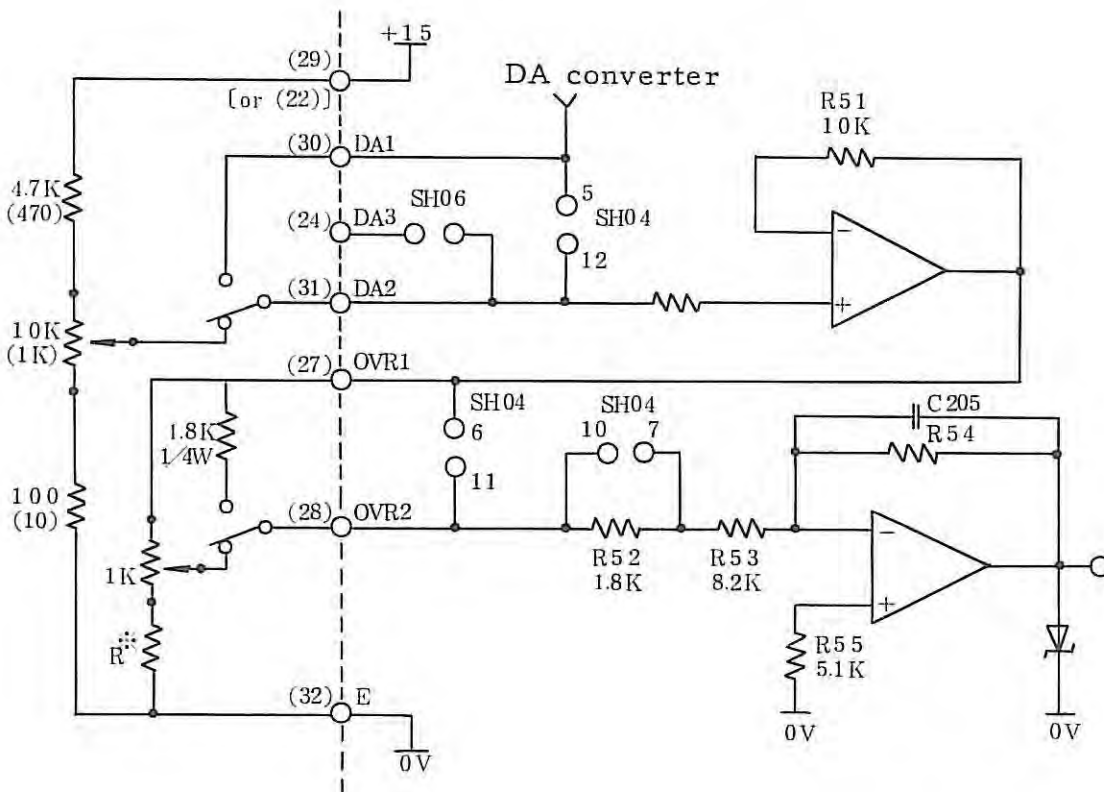 +15
(29)
[or (22)]
DA converter
R51
10K
(30) DA1
4.7K
(470)
SH06
5
SH04
(24) DA3
12
(31) DA2
−
+
10K
(1K)
(27) OVR1
SH04
SH04
6
10 7
C205
R54
1.8K
1/4W
11
100
(10)
(28) OVR2
R52
1.8K
R53
8.2K
−
+
1K
R※
R55
5.1K
(32) E
0V
0V
0V